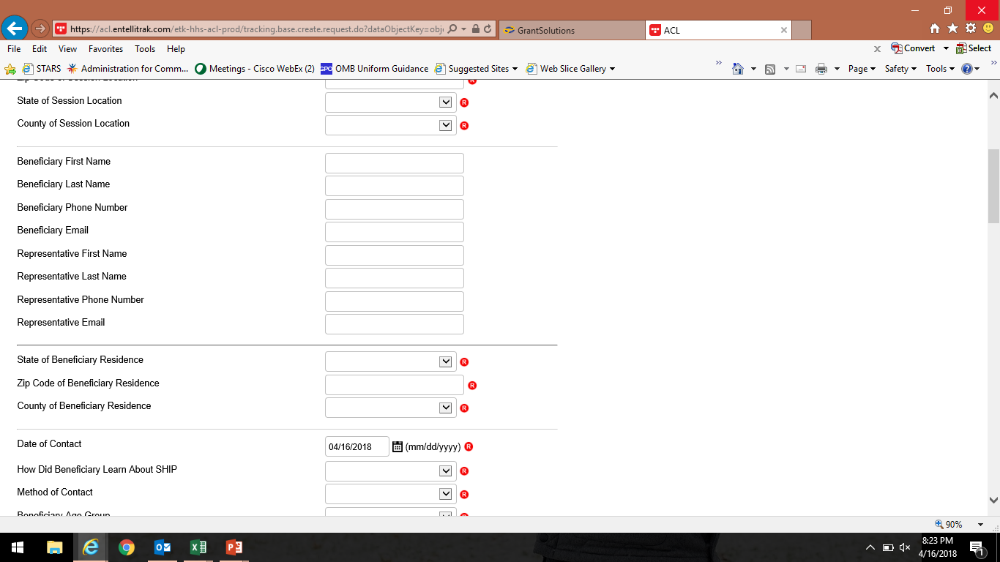 https://acl.entellitrak.com/etk-hhs-acl-prod/tracking.base.create.request.do?dataObjectKey=obj
GrantSolutions
ACL
File Edit View Favorites Tools Help
Convert Select
STARS Administration for Comm... Meetings - Cisco WebEx (2) GPO OMB Uniform Guidance Suggested Sites Web Slice Gallery Page Safety Tools
Zip Code of Session Location R
State of Session Location R
County of Session Location R
Beneficiary First Name
Beneficiary Last Name
Beneficiary Phone Number
Beneficiary Email
Representative First Name
Representative Last Name
Representative Phone Number
Representative Email
State of Beneficiary Residence R
Zip Code of Beneficiary Residence R
County of Beneficiary Residence R
Date of Contact 04/16/2018 (mm/dd/yyyy) R
How Did Beneficiary Learn About SHIP R
Method of Contact R
Beneficiary Age Group
90%
8:23 PM
4/16/2018
1